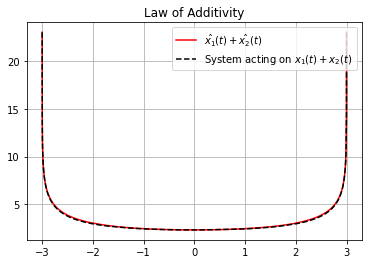 Law of Additivity
$\hat{x_1}(t) + \hat{x_2}(t)$
System acting on $x_1(t) + x_2(t)$
20
15
10
5
−3 −2 −1 0 1 2 3